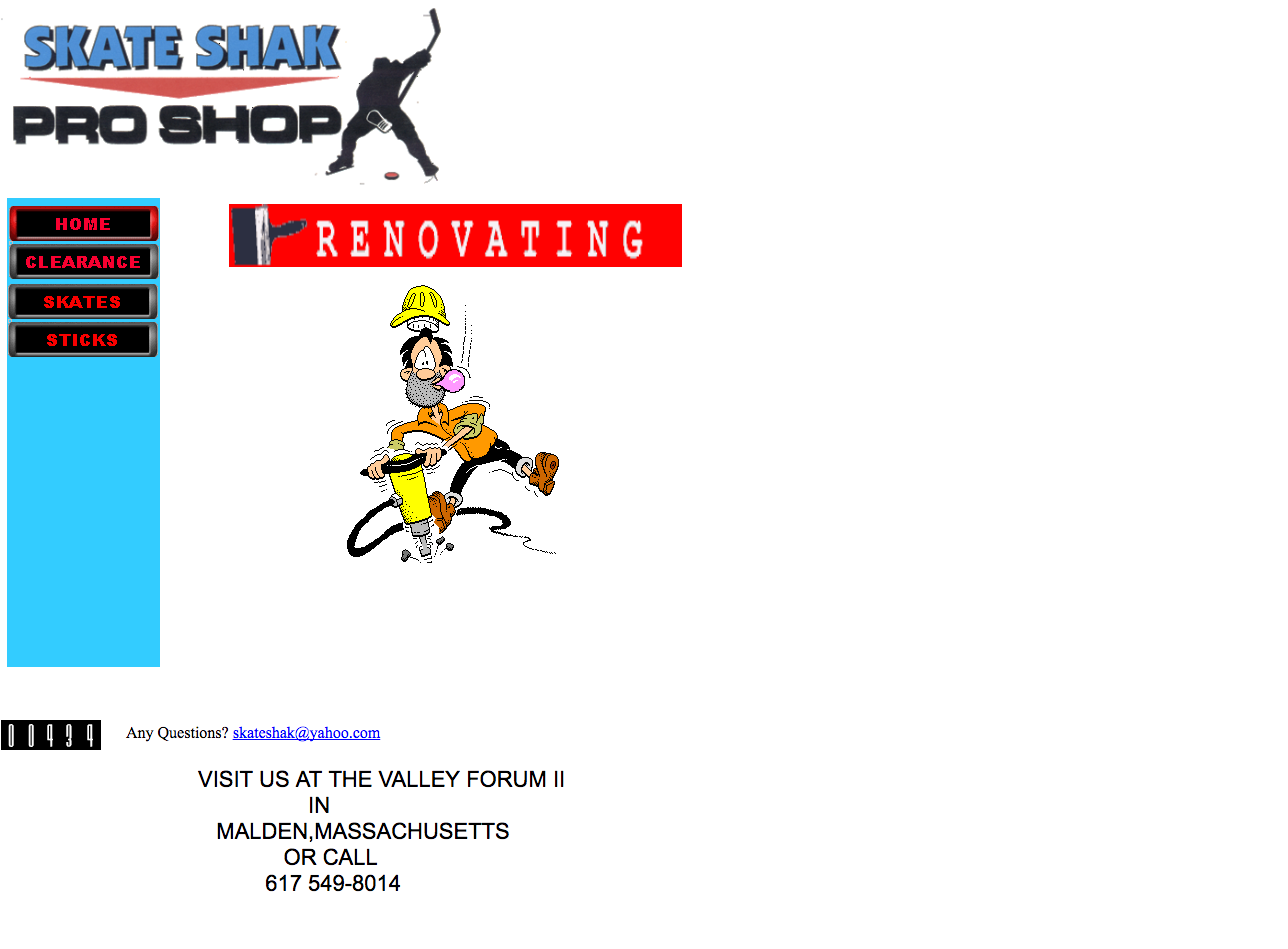 SKATE SHAK
PRO SHOP
HOME
CLEARANCE
SKATES
STICKS
RENOVATING
00434
Any Questions? skateshak@yahoo.com
VISIT US AT THE VALLEY FORUM II
IN
MALDEN,MASSACHUSETTS
OR CALL
617 549-8014